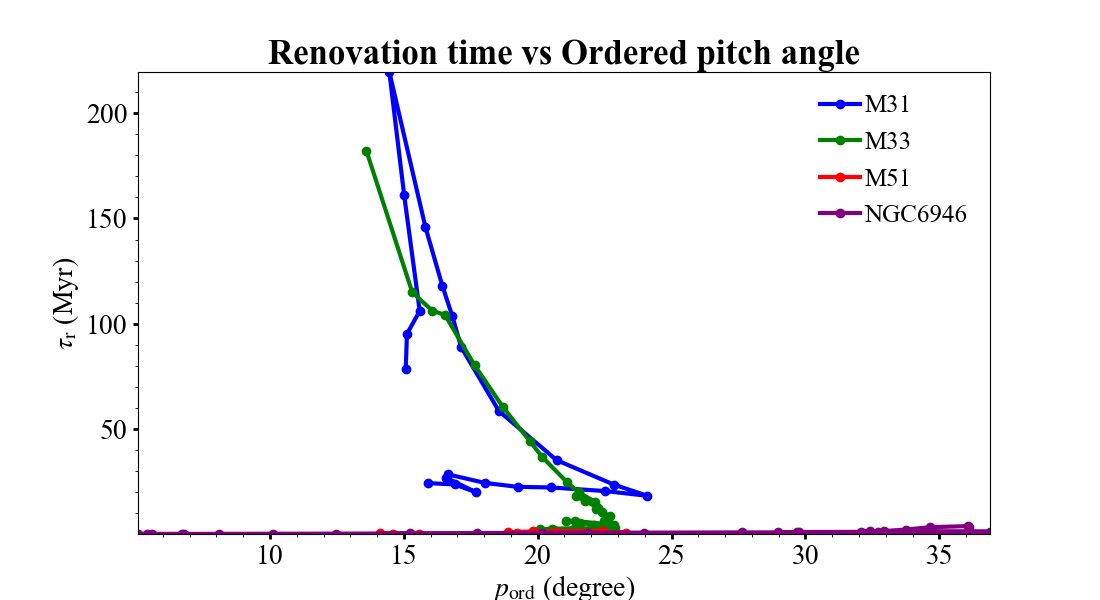 Renovation time vs Ordered pitch angle
M31
M33
M51
NGC6946
200
150
100
50
τr (Myr)
10 15 20 25 30 35
pord (degree)